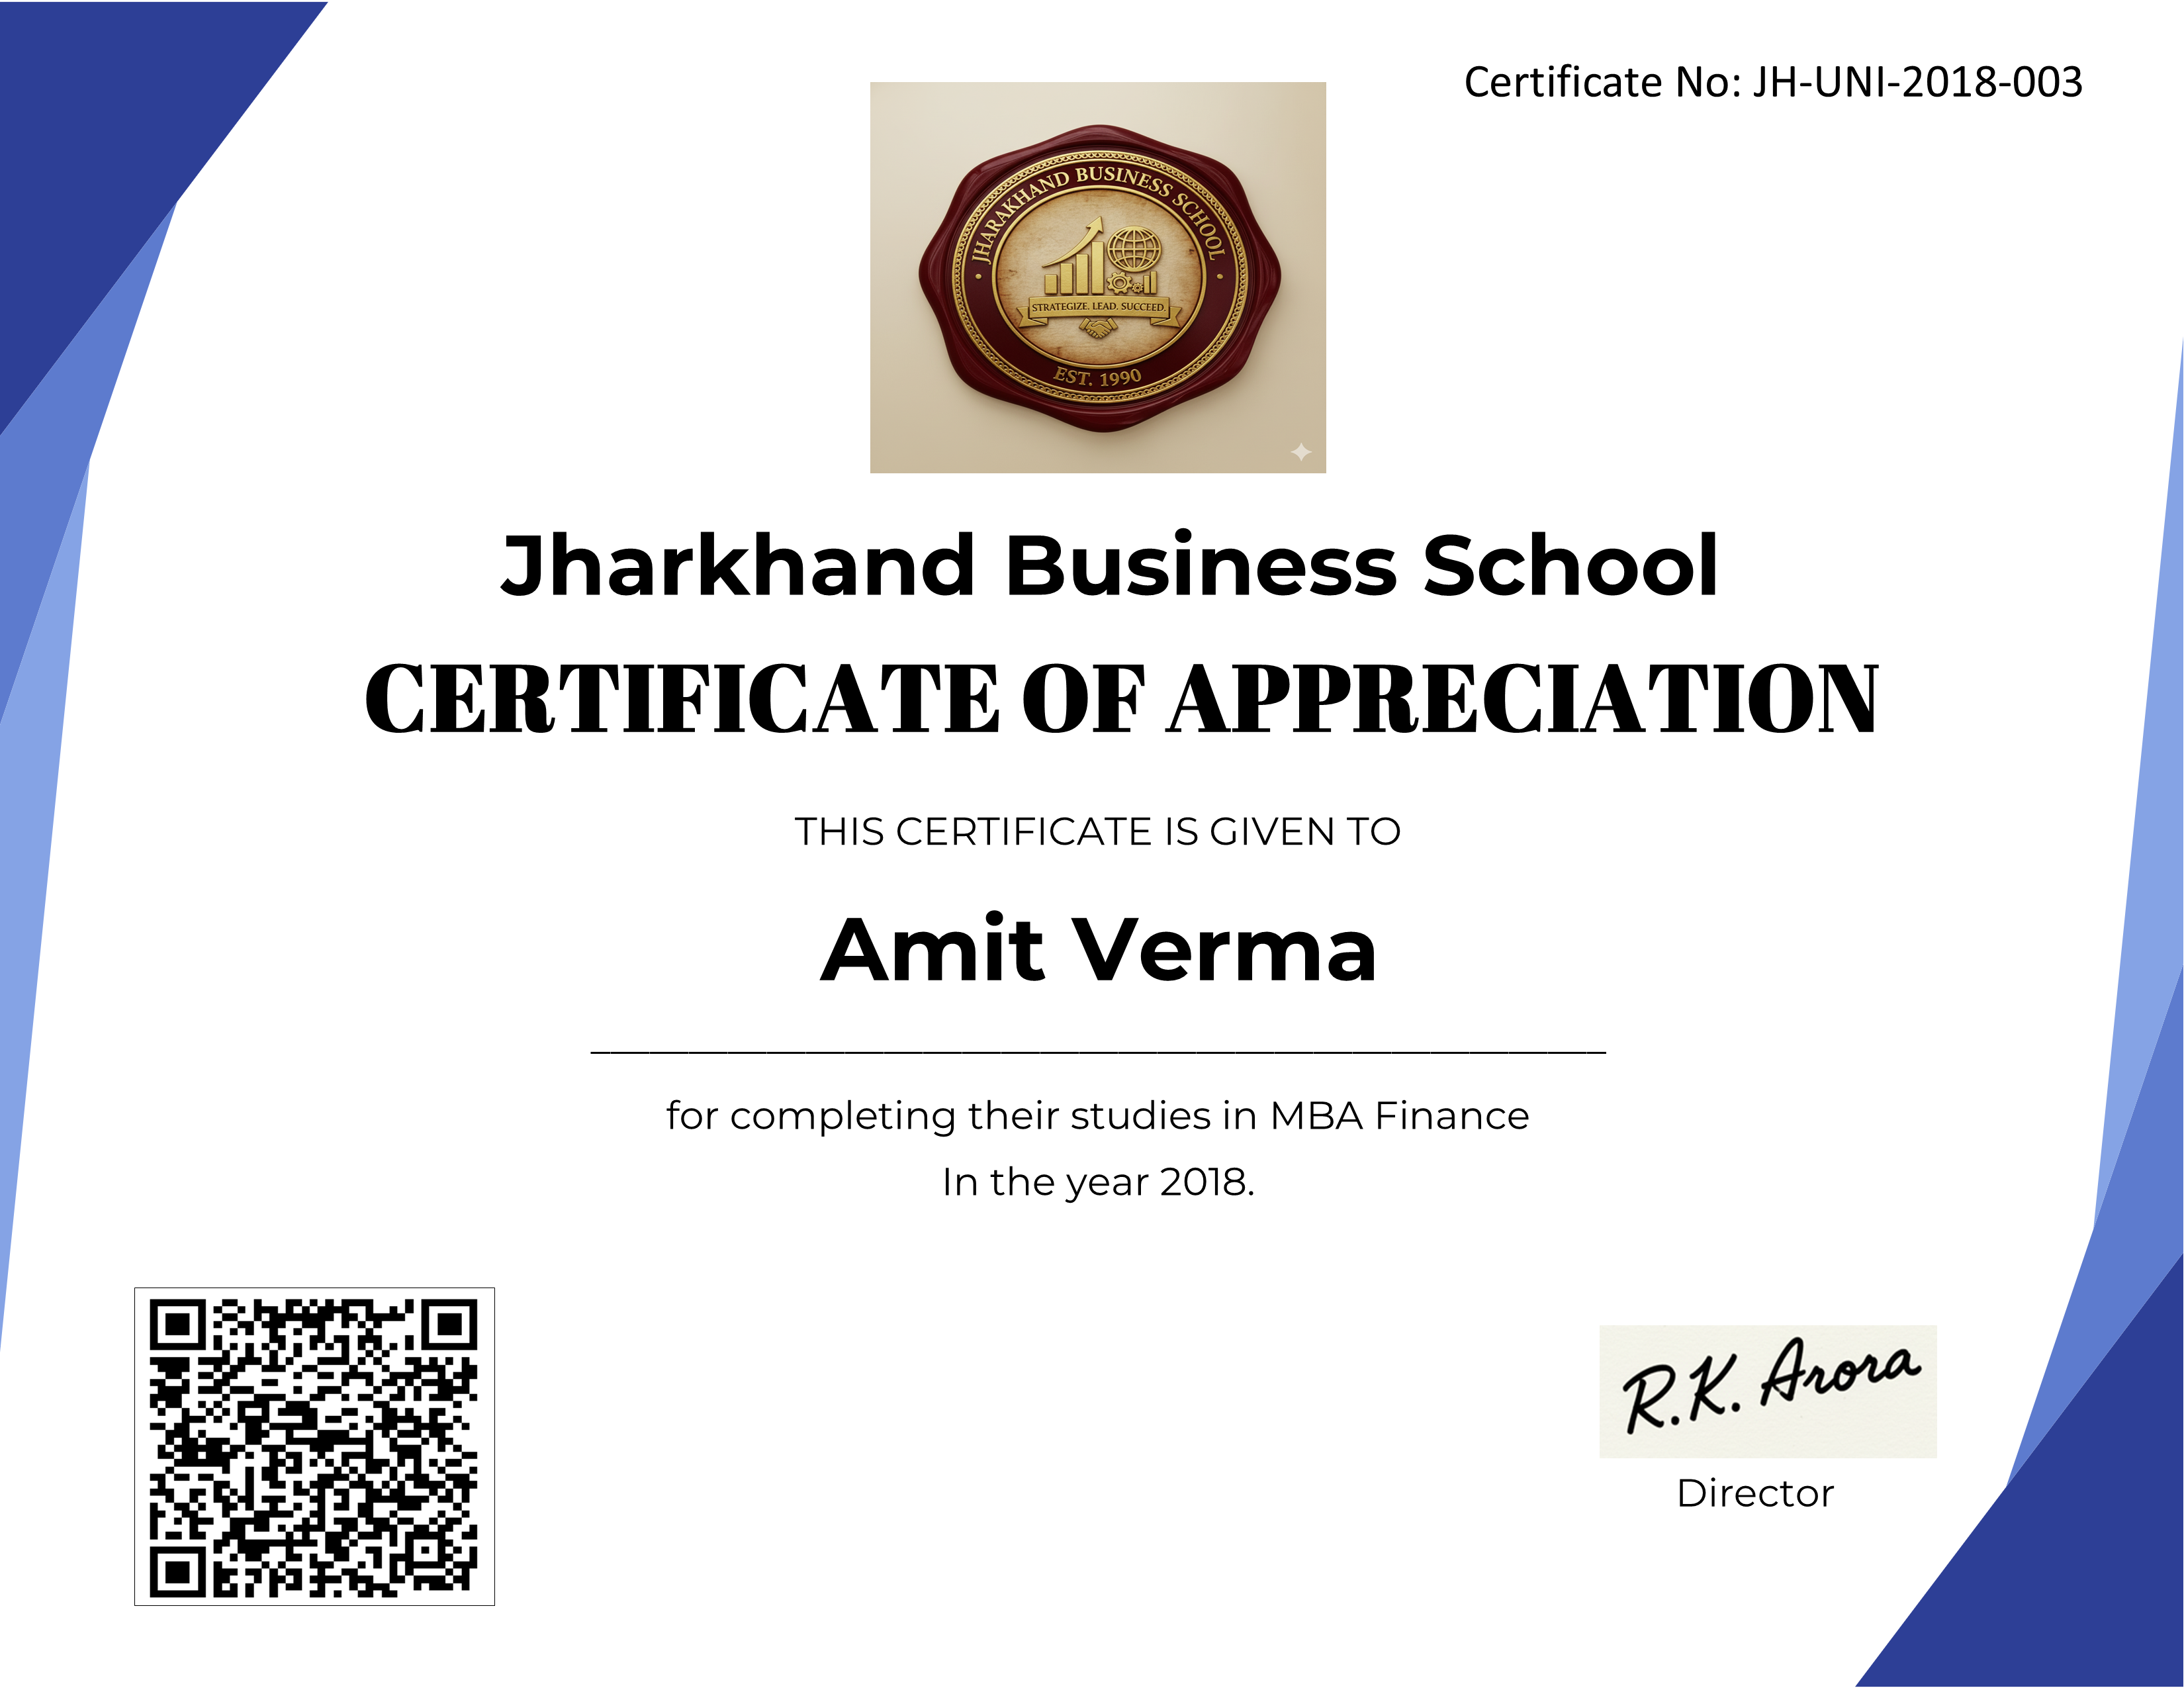 Certificate No: JH-UNI-2018-003
JHARAKHAND BUSINESS SCHOOL
STRATEGIZE. LEAD. SUCCEED.
EST. 1990
Jharkhand Business School
CERTIFICATE OF APPRECIATION
THIS CERTIFICATE IS GIVEN TO
Amit Verma
for completing their studies in MBA Finance
In the year 2018.
R.K. Arora
Director